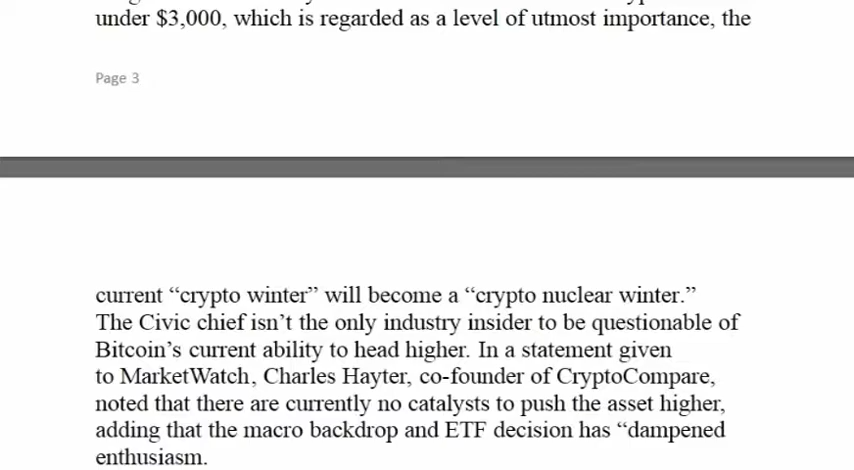 under $3,000, which is regarded as a level of utmost importance, the
Page 3
current “crypto winter” will become a “crypto nuclear winter.”
The Civic chief isn’t the only industry insider to be questionable of
Bitcoin’s current ability to head higher. In a statement given
to MarketWatch, Charles Hayter, co-founder of CryptoCompare,
noted that there are currently no catalysts to push the asset higher,
adding that the macro backdrop and ETF decision has “dampened
enthusiasm.